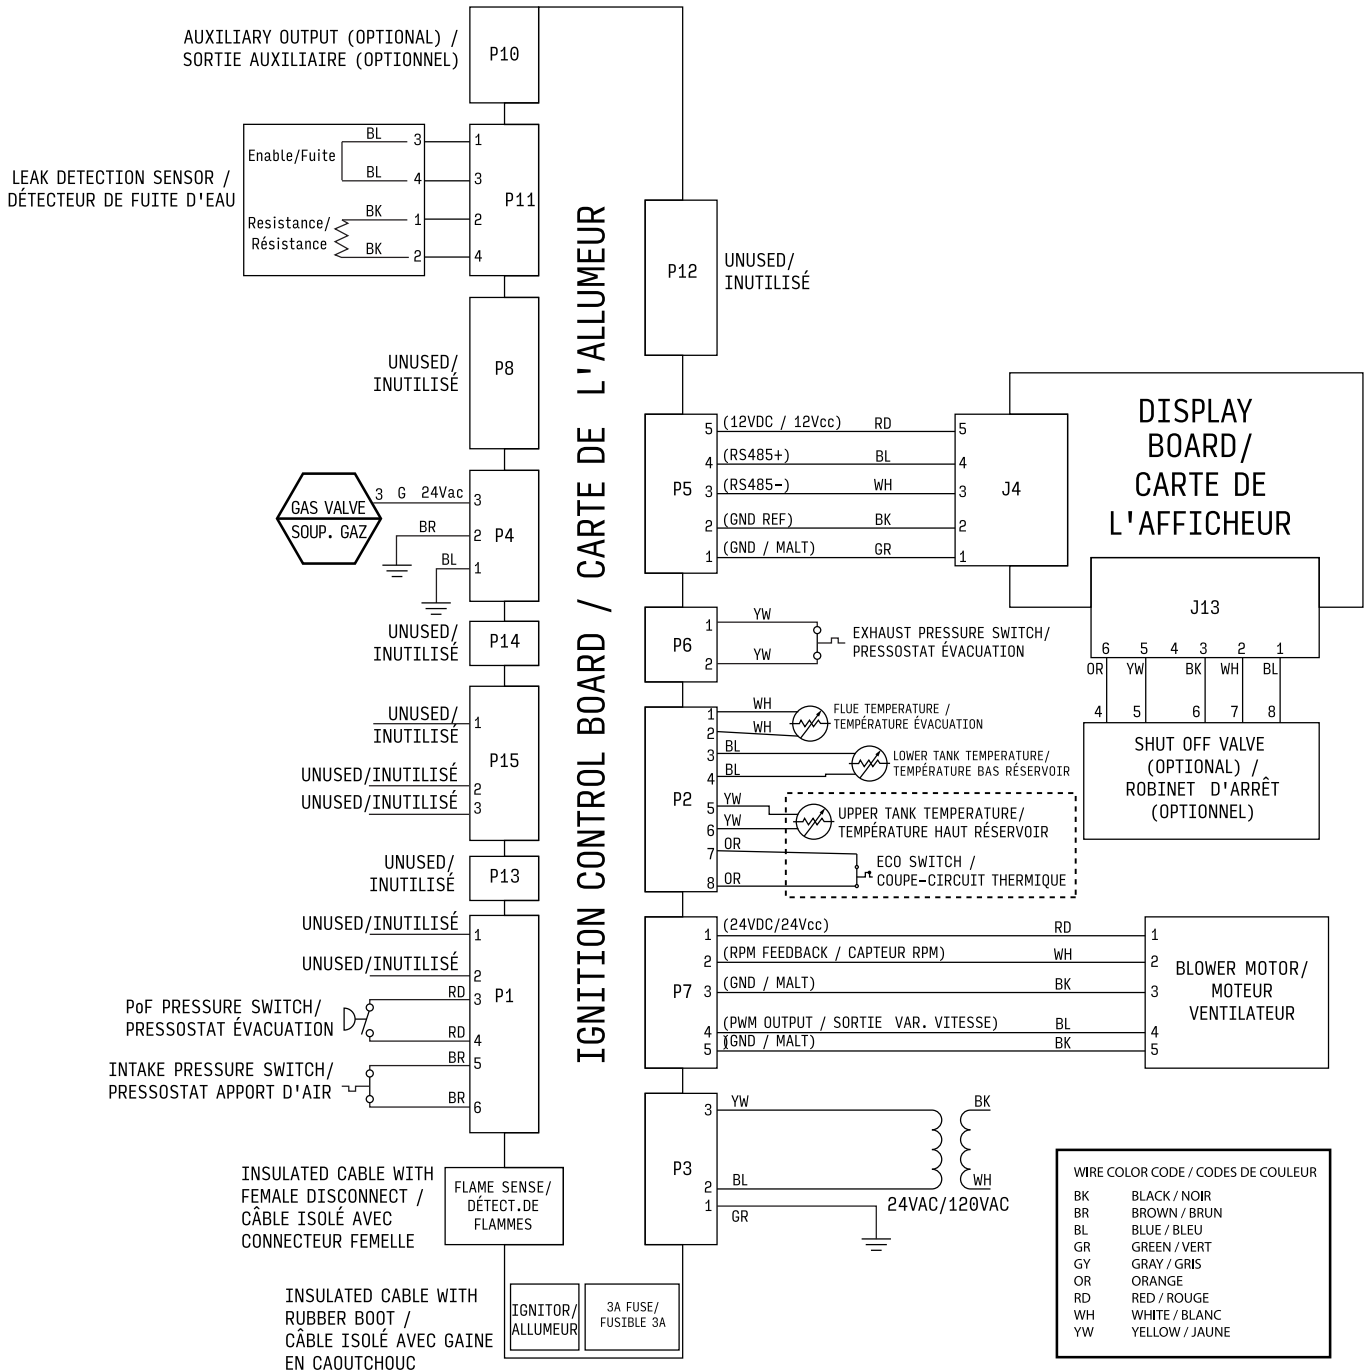 AUXILIARY OUTPUT (OPTIONAL) /
SORTIE AUXILIAIRE (OPTIONNEL)
P10
LEAK DETECTION SENSOR /
DÉTECTEUR DE FUITE D'EAU
Enable/Fuite
BL 3 1
BL 4 3
Resistance/
Résistance
BK 1 2
BK 2 4
P11
UNUSED/
INUTILISÉ
P8
GAS VALVE
SOUP. GAZ
3 G 24Vac 3
BR 2
BL 1
P4
UNUSED/
INUTILISÉ
P14
UNUSED/
INUTILISÉ
1
UNUSED/INUTILISÉ
2
UNUSED/INUTILISÉ
3
P15
UNUSED/
INUTILISÉ
P13
UNUSED/INUTILISÉ
1
UNUSED/INUTILISÉ
2
PoF PRESSURE SWITCH/
PRESSOSTAT ÉVACUATION
RD 3
RD 4
INTAKE PRESSURE SWITCH/
PRESSOSTAT APPORT D'AIR
BR 5
BR 6
P1
INSULATED CABLE WITH
FEMALE DISCONNECT /
CÂBLE ISOLÉ AVEC
CONNECTEUR FEMELLE
FLAME SENSE/
DÉTECT.DE
FLAMMES
INSULATED CABLE WITH
RUBBER BOOT /
CÂBLE ISOLÉ AVEC GAINE
EN CAOUTCHOUC
IGNITOR/
ALLUMEUR
3A FUSE/
FUSIBLE 3A
IGNITION CONTROL BOARD / CARTE DE L'ALLUMEUR
P12
UNUSED/
INUTILISÉ
P5
5 (12VDC / 12Vcc) RD 5
4 (RS485+) BL 4
3 (RS485-) WH 3
2 (GND REF) BK 2
1 (GND / MALT) GR 1
J4
DISPLAY
BOARD/
CARTE DE
L'AFFICHEUR
J13
6 5 4 3 2 1
OR YW BK WH BL
4 5 6 7 8
SHUT OFF VALVE
(OPTIONAL) /
ROBINET D'ARRÊT
(OPTIONNEL)
P6
1 YW
2 YW
EXHAUST PRESSURE SWITCH/
PRESSOSTAT ÉVACUATION
P2
1 WH
2 WH
FLUE TEMPERATURE /
TEMPÉRATURE ÉVACUATION
3 BL
4 BL
LOWER TANK TEMPERATURE/
TEMPÉRATURE BAS RÉSERVOIR
5 YW
6 YW
UPPER TANK TEMPERATURE/
TEMPÉRATURE HAUT RÉSERVOIR
7 OR
8 OR
ECO SWITCH /
COUPE-CIRCUIT THERMIQUE
P7
1 (24VDC/24Vcc) RD 1
2 (RPM FEEDBACK / CAPTEUR RPM) WH 2
3 (GND / MALT) BK 3
4 (PWM OUTPUT / SORTIE VAR. VITESSE) BL 4
5 (GND / MALT) BK 5
BLOWER MOTOR/
MOTEUR
VENTILATEUR
P3
3 YW BK
2 BL WH
1 GR
24VAC/120VAC
WIRE COLOR CODE / CODES DE COULEUR
BK BLACK / NOIR
BR BROWN / BRUN
BL BLUE / BLEU
GR GREEN / VERT
GY GRAY / GRIS
OR ORANGE
RD RED / ROUGE
WH WHITE / BLANC
YW YELLOW / JAUNE